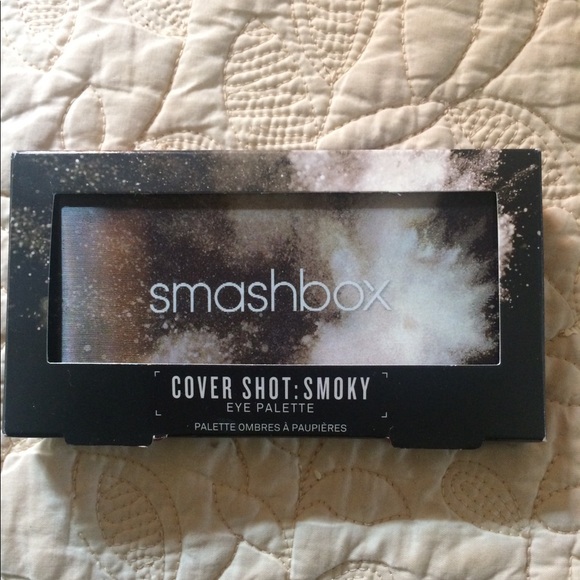 smashbox
COVER SHOT: SMOKY
EYE PALETTE
PALETTE OMBRES À PAUPIÈRES